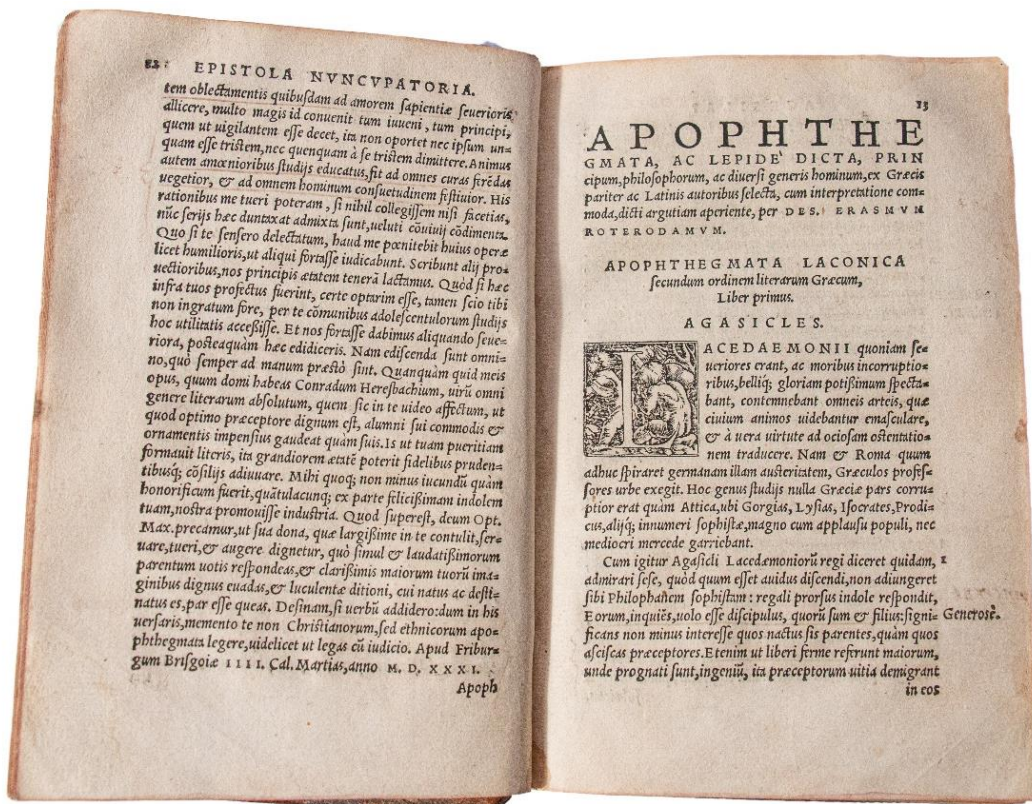 12 EPISTOLA NVNCVPATORIA.
tem oblectamentis quibusdam ad amorem sapientiæ seuerioris
allicere, multo magis id conuenit tum iuueni, tum principi,
quem ut uigilantem esse decet, ita non oportet nec ipsum un=
quam esse tristem, nec quenquam à se tristem dimittere. Animus
autem amœnioribus studijs educatus, fit ad omnes curas ferēdas
uegetior, & ad omnem hominum consuetudinem festiuior. His
rationibus me tueri poteram, si nihil collegissem nisi facetias,
nūc serijs hæc duntaxat admixta sunt, ueluti cōuiuij cōdimenta.
Quo si te sensero delectatum, haud me pœnitebit huius operæ
licet humilioris, ut aliqui fortasse iudicabunt. Scribunt alij pro=
uectioribus, nos principis ætatem tenerā lactamus. Quòd si hæc
infra tuos profectus fuerint, certe optarim esse, tamen scio tibi
non ingratum fore, per te cōmunibus adolescentulorum studijs
hoc utilitatis accessisse. Et nos fortasse dabimus aliquando seue=
riora, posteaquàm hæc edidiceris. Nam ediscenda sunt omni=
no, quò semper ad manum præsto sint. Quanquàm quid meis
opus, quum domi habeas Conradum Heresbachium, uirū omni
genere literarum absolutum, quem sic in te uideo affectum, ut
quod optimo præceptore dignum est, alumni sui commodis &
ornamentis impensius gaudeat quàm suis. Is ut tuam pueritiam
formauit literis, ita grandiorem ætatē poterit fidelibus pruden=
tibusq; cōsilijs adiuuare. Mihi quoq; non minus iucundū quàm
honorificum fuerit, quātulacunq; ex parte felicissimam indolem
tuam, nostra promouisse industria. Quod superest, deum Opt.
Max. precamur, ut sua dona, quæ largissime in te contulit, ser=
uare, tueri, & augere dignetur, quò simul & laudatissimorum
parentum uotis respondeas, & clarissimis maiorum tuorū ima=
ginibus dignus euadas, & luculentæ ditioni, cui natus ac desti=
natus es, par esse queas. Desinam, si uerbū addidero: dum in his
uersaris, memento te non Christianorum, sed ethnicorum apo=
phthegmata legere, uidelicet ut legas cū iudicio. Apud Fribur=
gum Brisgoiæ IIII. Cal. Martias, anno M. D. XXXI.
Apoph
13
APOPHTHE
GMATA, AC LEPIDE` DICTA, PRIN
cipum, philosophorum, ac diuersi generis hominum, ex Græcis
pariter ac Latinis autoribus selecta, cum interpretatione com=
moda, dicti argutiam aperiente, per DES. ERASMVM
ROTERODAMVM.
APOPHTHEGMATA LACONICA
secundum ordinem literarum Græcum,
Liber primus.
AGASICLES.
LACEDAEMONII quoniam se=
ueriores erant, ac moribus incorruptio=
ribus, belliq; gloriam potissimum specta=
bant, contemnebant omneis arteis, quæ
ciuium animos uidebantur emasculare,
& à uera uirtute ad ociosam ostentatio=
nem traducere. Nam & Roma quum
adhuc spiraret germanam illam austeritatem, Græculos profes=
sores urbe exegit. Hoc genus studijs nulla Græciæ pars corru=
ptior erat quàm Attica, ubi Gorgias, Lysias, Isocrates, Prodi=
cus, alijq; innumeri sophistæ, magno cum applausu populi, nec
mediocri mercede garriebant.
Cum igitur Agasicli Lacedæmoniorū regi diceret quidam, 1
admirari sese, quòd quum esset auidus discendi, non adiungeret
sibi Philophanem sophistam: regali prorsus indole respondit,
Eorum, inquiēs, uolo esse discipulus, quorū sum & filius: signi= Generosè.
ficans non minus interesse quos nactus sis parentes, quàm quos
asciscas præceptores. Etenim ut liberi ferme referunt maiorum,
unde prognati sunt, ingeniū, ita præceptorum uitia demigrant
in eos